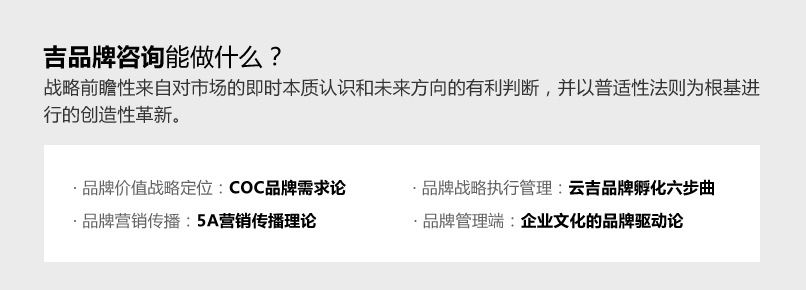 吉品牌咨询能做什么？
战略前瞻性来自对市场的即时本质认识和未来方向的有利判断，并以普适性法则为根基进
行的创造性革新。
· 品牌价值战略定位：COC品牌需求论
· 品牌战略执行管理：云吉品牌孵化六步曲
· 品牌营销传播：5A营销传播理论
· 品牌管理端：企业文化的品牌驱动论